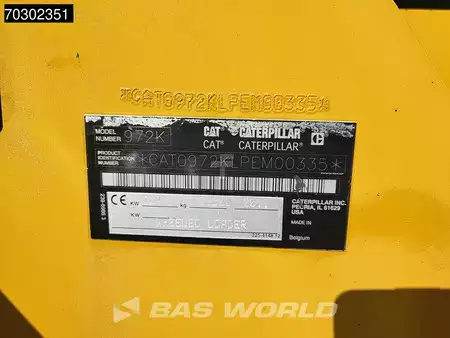 70302351
*CAT0972KLPEM00335*
MODEL NUMBER 972K
CAT CATERPILLAR
CAT® CATERPILLAR®
PRODUCT IDENTIFICATION NUMBER *CAT0972KLPEM00335*
CE KW kg
KW
WHEELED LOADER
CATERPILLAR INC.
PEORIA, IL 61629
USA
MADE IN
Belgium
BAS WORLD